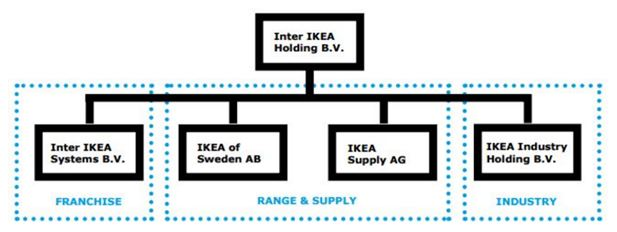 Inter IKEA
Holding B.V.
Inter IKEA
Systems B.V.
IKEA of
Sweden AB
IKEA
Supply AG
IKEA Industry
Holding B.V.
FRANCHISE
RANGE & SUPPLY
INDUSTRY